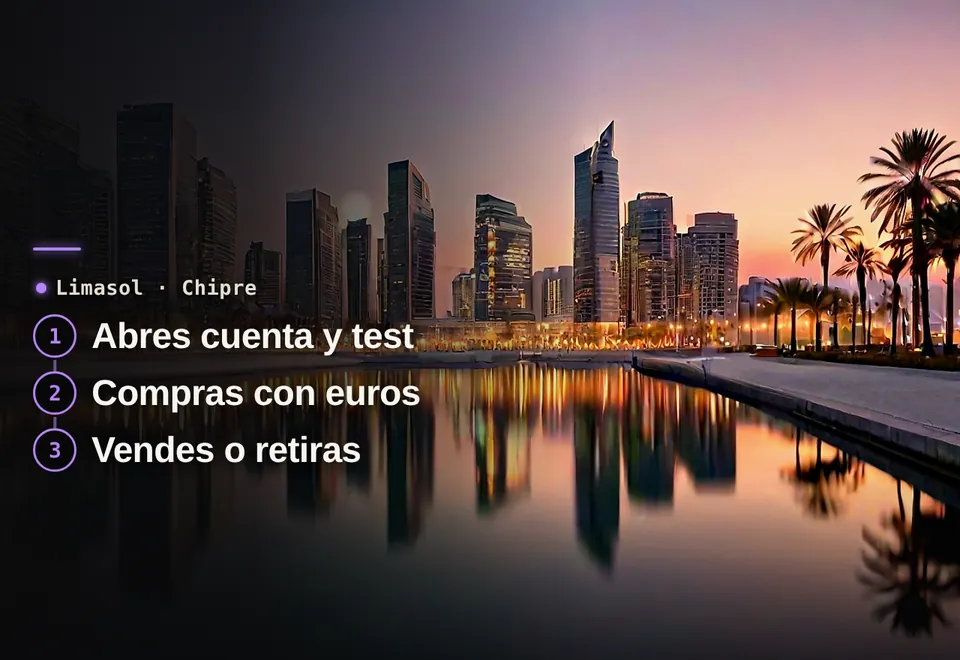 Limasol · Chipre
1 Abres cuenta y test
2 Compras con euros
3 Vendes o retiras